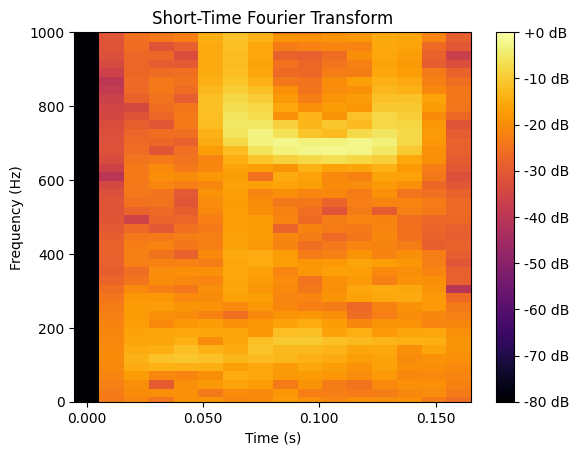 Short-Time Fourier Transform
1000
800
600
400
200
0
Frequency (Hz)
0.000
0.050
0.100
0.150
Time (s)
+0 dB
-10 dB
-20 dB
-30 dB
-40 dB
-50 dB
-60 dB
-70 dB
-80 dB